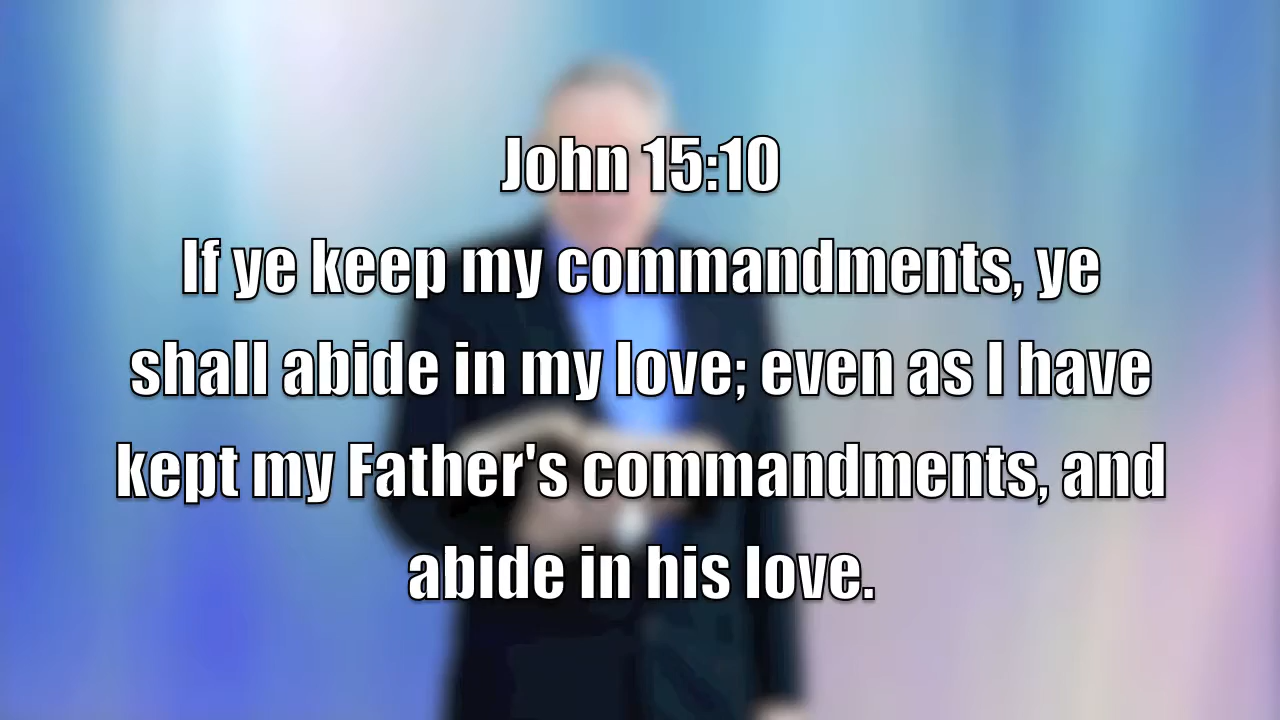 John 15:10
If ye keep my commandments, ye
shall abide in my love; even as I have
kept my Father's commandments, and
abide in his love.